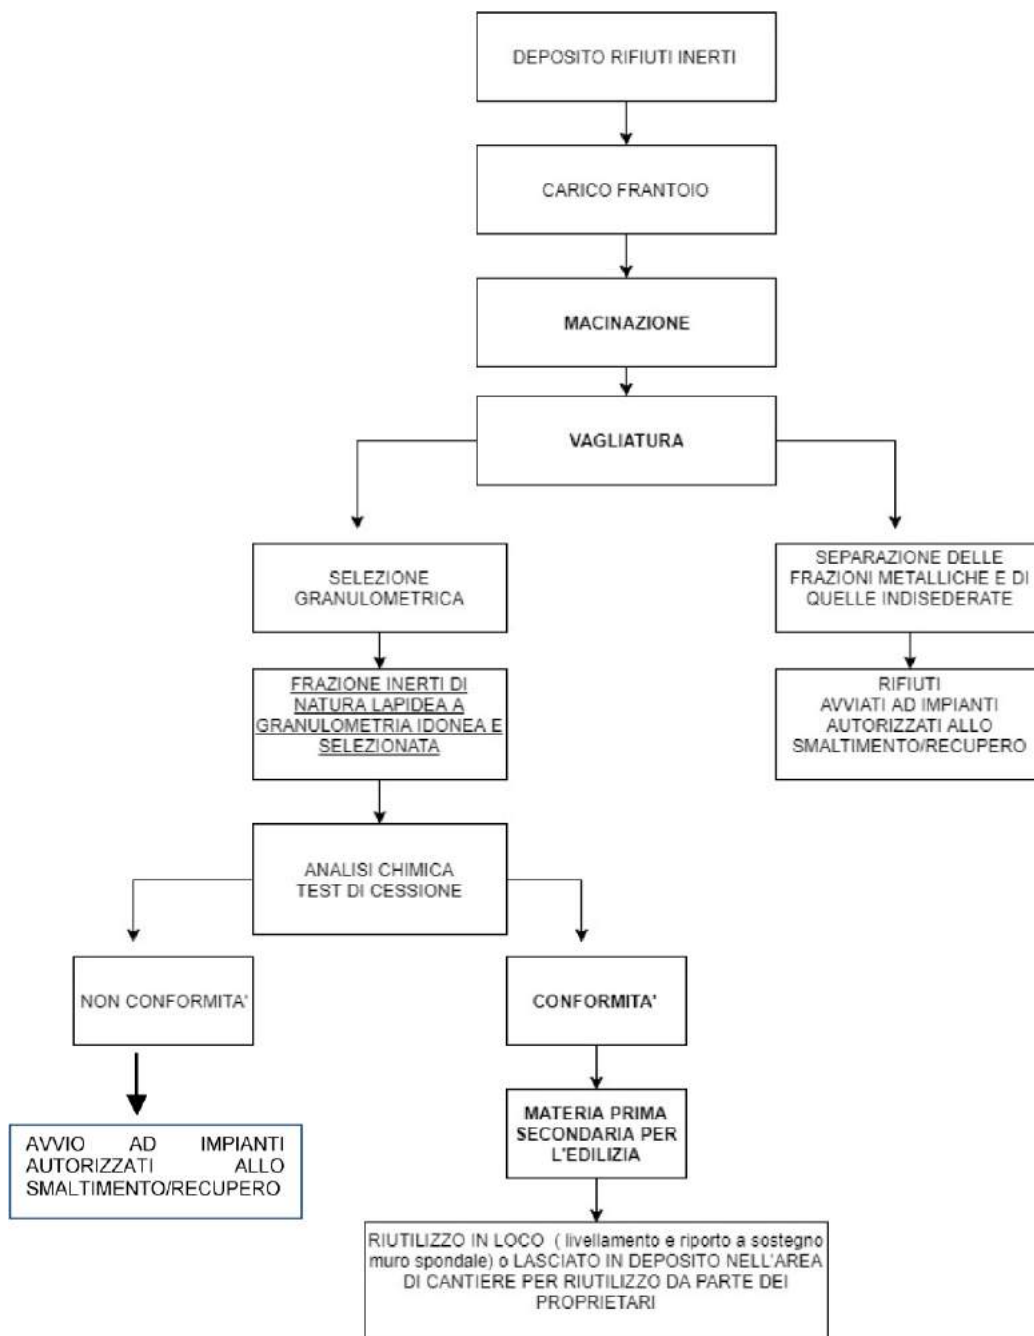 DEPOSITO RIFIUTI INERTI
CARICO FRANTOIO
MACINAZIONE
VAGLIATURA
SELEZIONE
GRANULOMETRICA
SEPARAZIONE DELLE
FRAZIONI METALLICHE E DI
QUELLE INDISEDERATE
FRAZIONE INERTI DI
NATURA LAPIDEA A
GRANULOMETRIA IDONEA E
SELEZIONATA
RIFIUTI
AVVIATI AD IMPIANTI
AUTORIZZATI ALLO
SMALTIMENTO/RECUPERO
ANALISI CHIMICA
TEST DI CESSIONE
NON CONFORMITA'
CONFORMITA'
AVVIO AD IMPIANTI
AUTORIZZATI ALLO
SMALTIMENTO/RECUPERO
MATERIA PRIMA
SECONDARIA PER
L'EDILIZIA
RIUTILIZZO IN LOCO ( livellamento e riporto a sostegno
muro spondale) o LASCIATO IN DEPOSITO NELL'AREA
DI CANTIERE PER RIUTILIZZO DA PARTE DEI
PROPRIETARI